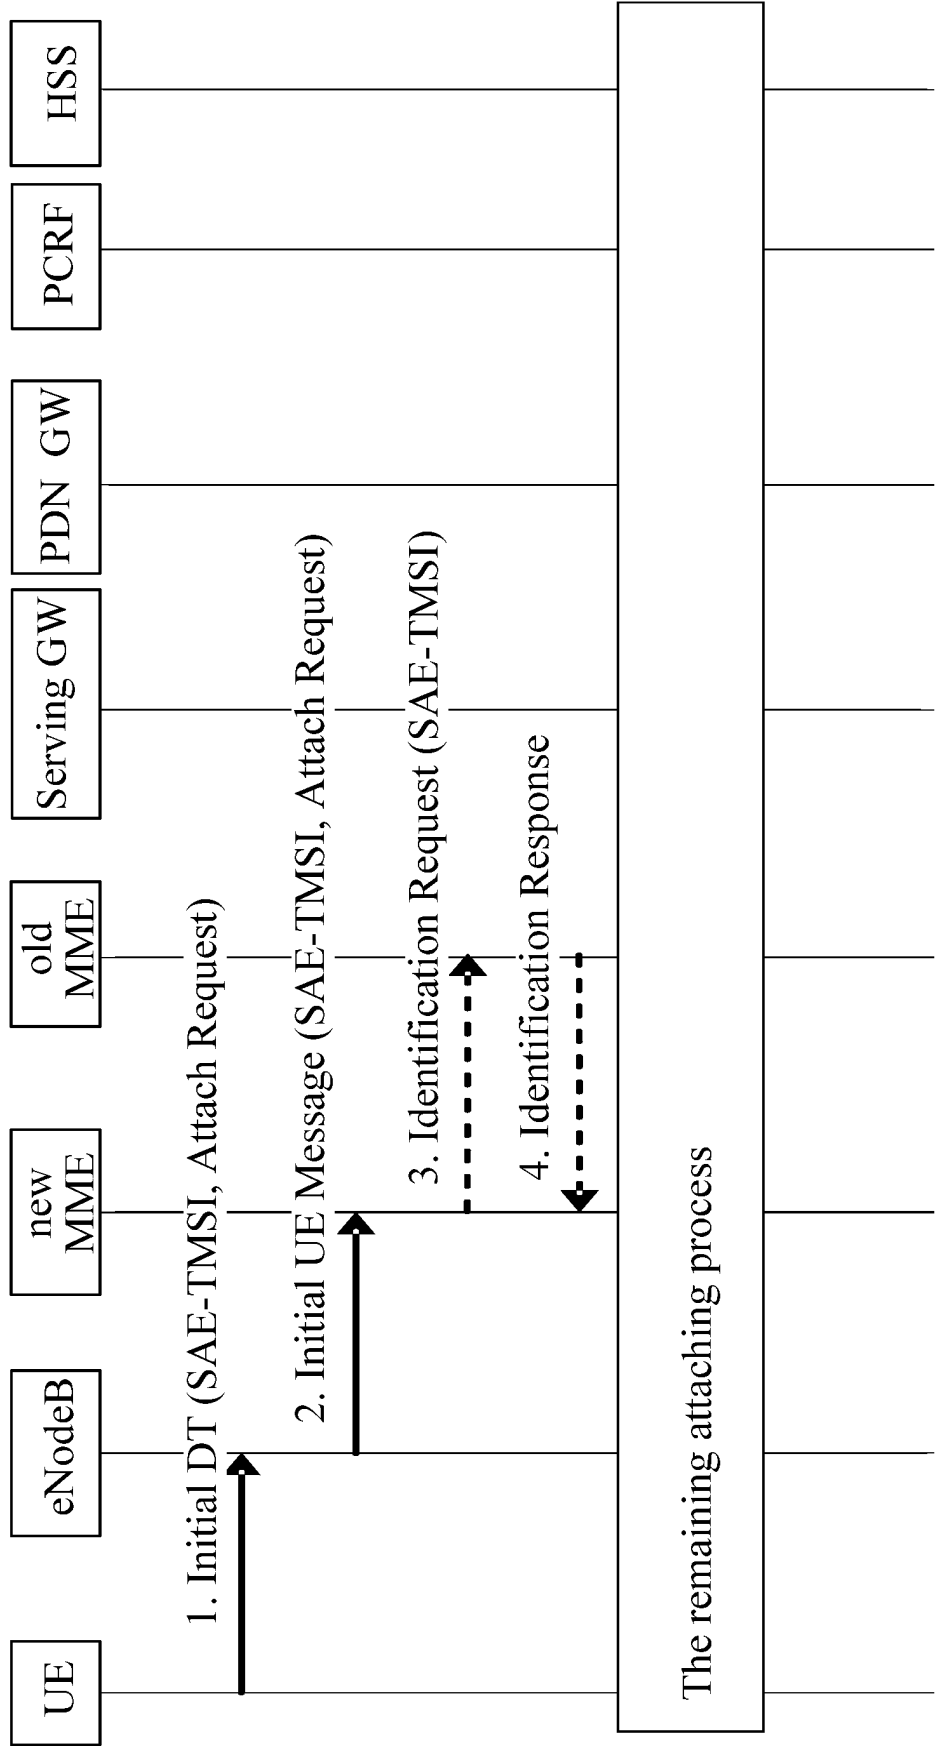 UE
eNodeB
new
MME
old
MME
Serving GW
PDN GW
PCRF
HSS
1. Initial DT (SAE-TMSI, Attach Request)
2. Initial UE Message (SAE-TMSI, Attach Request)
3. Identification Request (SAE-TMSI)
4. Identification Response
The remaining attaching process